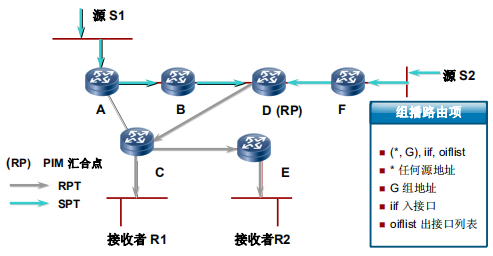 源 S1
源 S2
A
B
D (RP)
F
组播路由项
(*, G), iif, oiflist
* 任何源地址
G 组地址
iif 入接口
oiflist 出接口列表
(RP) PIM 汇合点
C
E
RPT
SPT
接收者 R1
接收者R2